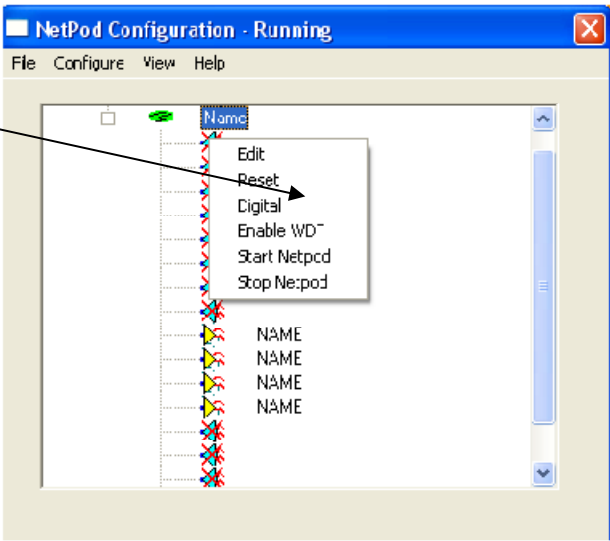 NetPod Configuration - Running
File Configure View Help
Name
Edit
Reset
Digital
Enable WDT
Start Netpod
Stop Netpod
NAME
NAME
NAME
NAME